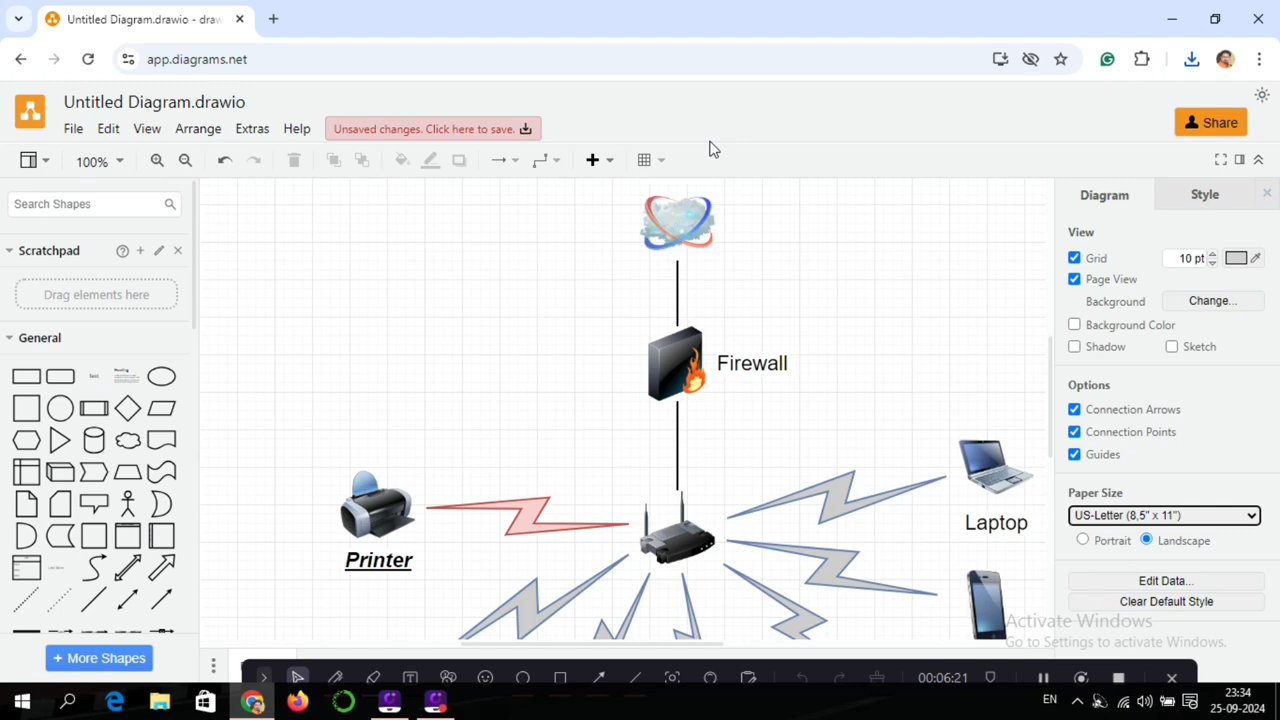 Untitled Diagram.drawio - draw
app.diagrams.net
Untitled Diagram.drawio
File Edit View Arrange Extras Help Unsaved changes. Click here to save.
Share
100%
Search Shapes
Scratchpad
Drag elements here
General
Text
Heading
+ More Shapes
Firewall
Printer
Laptop
Diagram Style
View
Grid 10 pt
Page View
Background Change...
Background Color
Shadow Sketch
Options
Connection Arrows
Connection Points
Guides
Paper Size
US-Letter (8,5" x 11")
Portrait Landscape
Edit Data...
Clear Default Style
Activate Windows
Go to Settings to activate Windows.
00:06:21
EN
23:34
25-09-2024